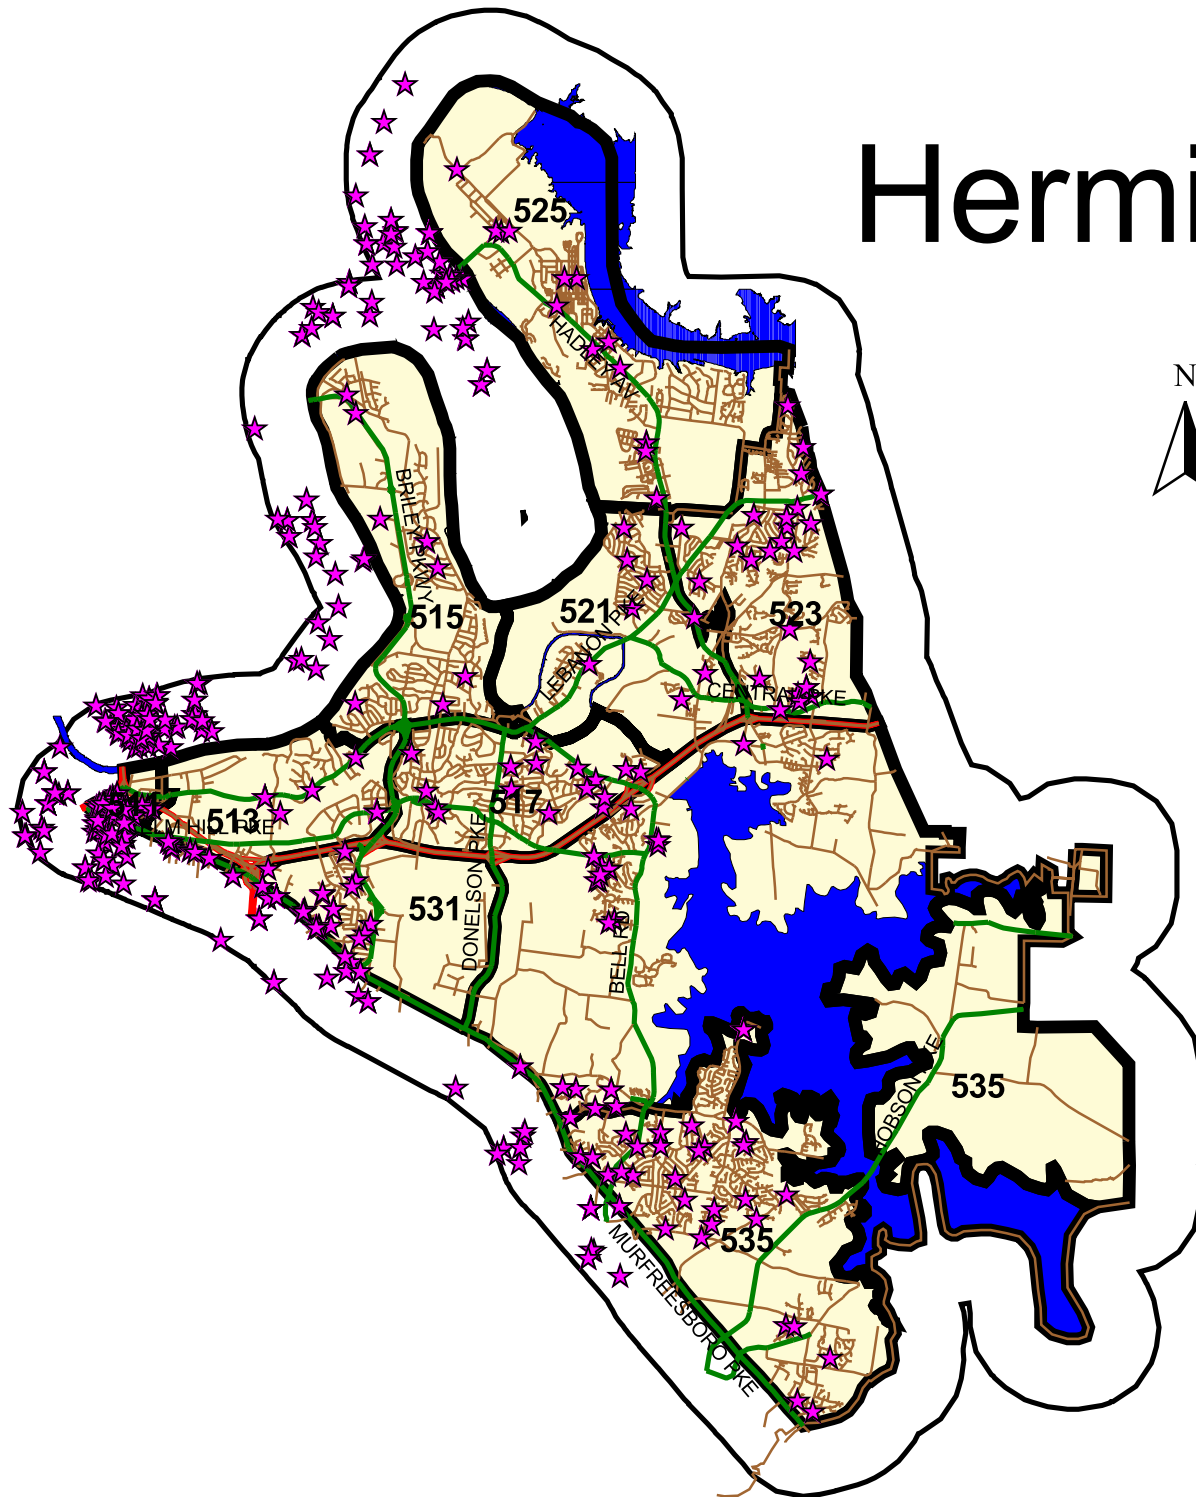 Hermi
525
HADLEY AV
N
BRILEY PKWY
515
521
523
LEBANON PKE
CENTRAL PKE
517
513
ELM HILL PKE
531
DONELSON PKE
BELL RD
HOBSON PKE
535
535
MURFREESBORO PKE